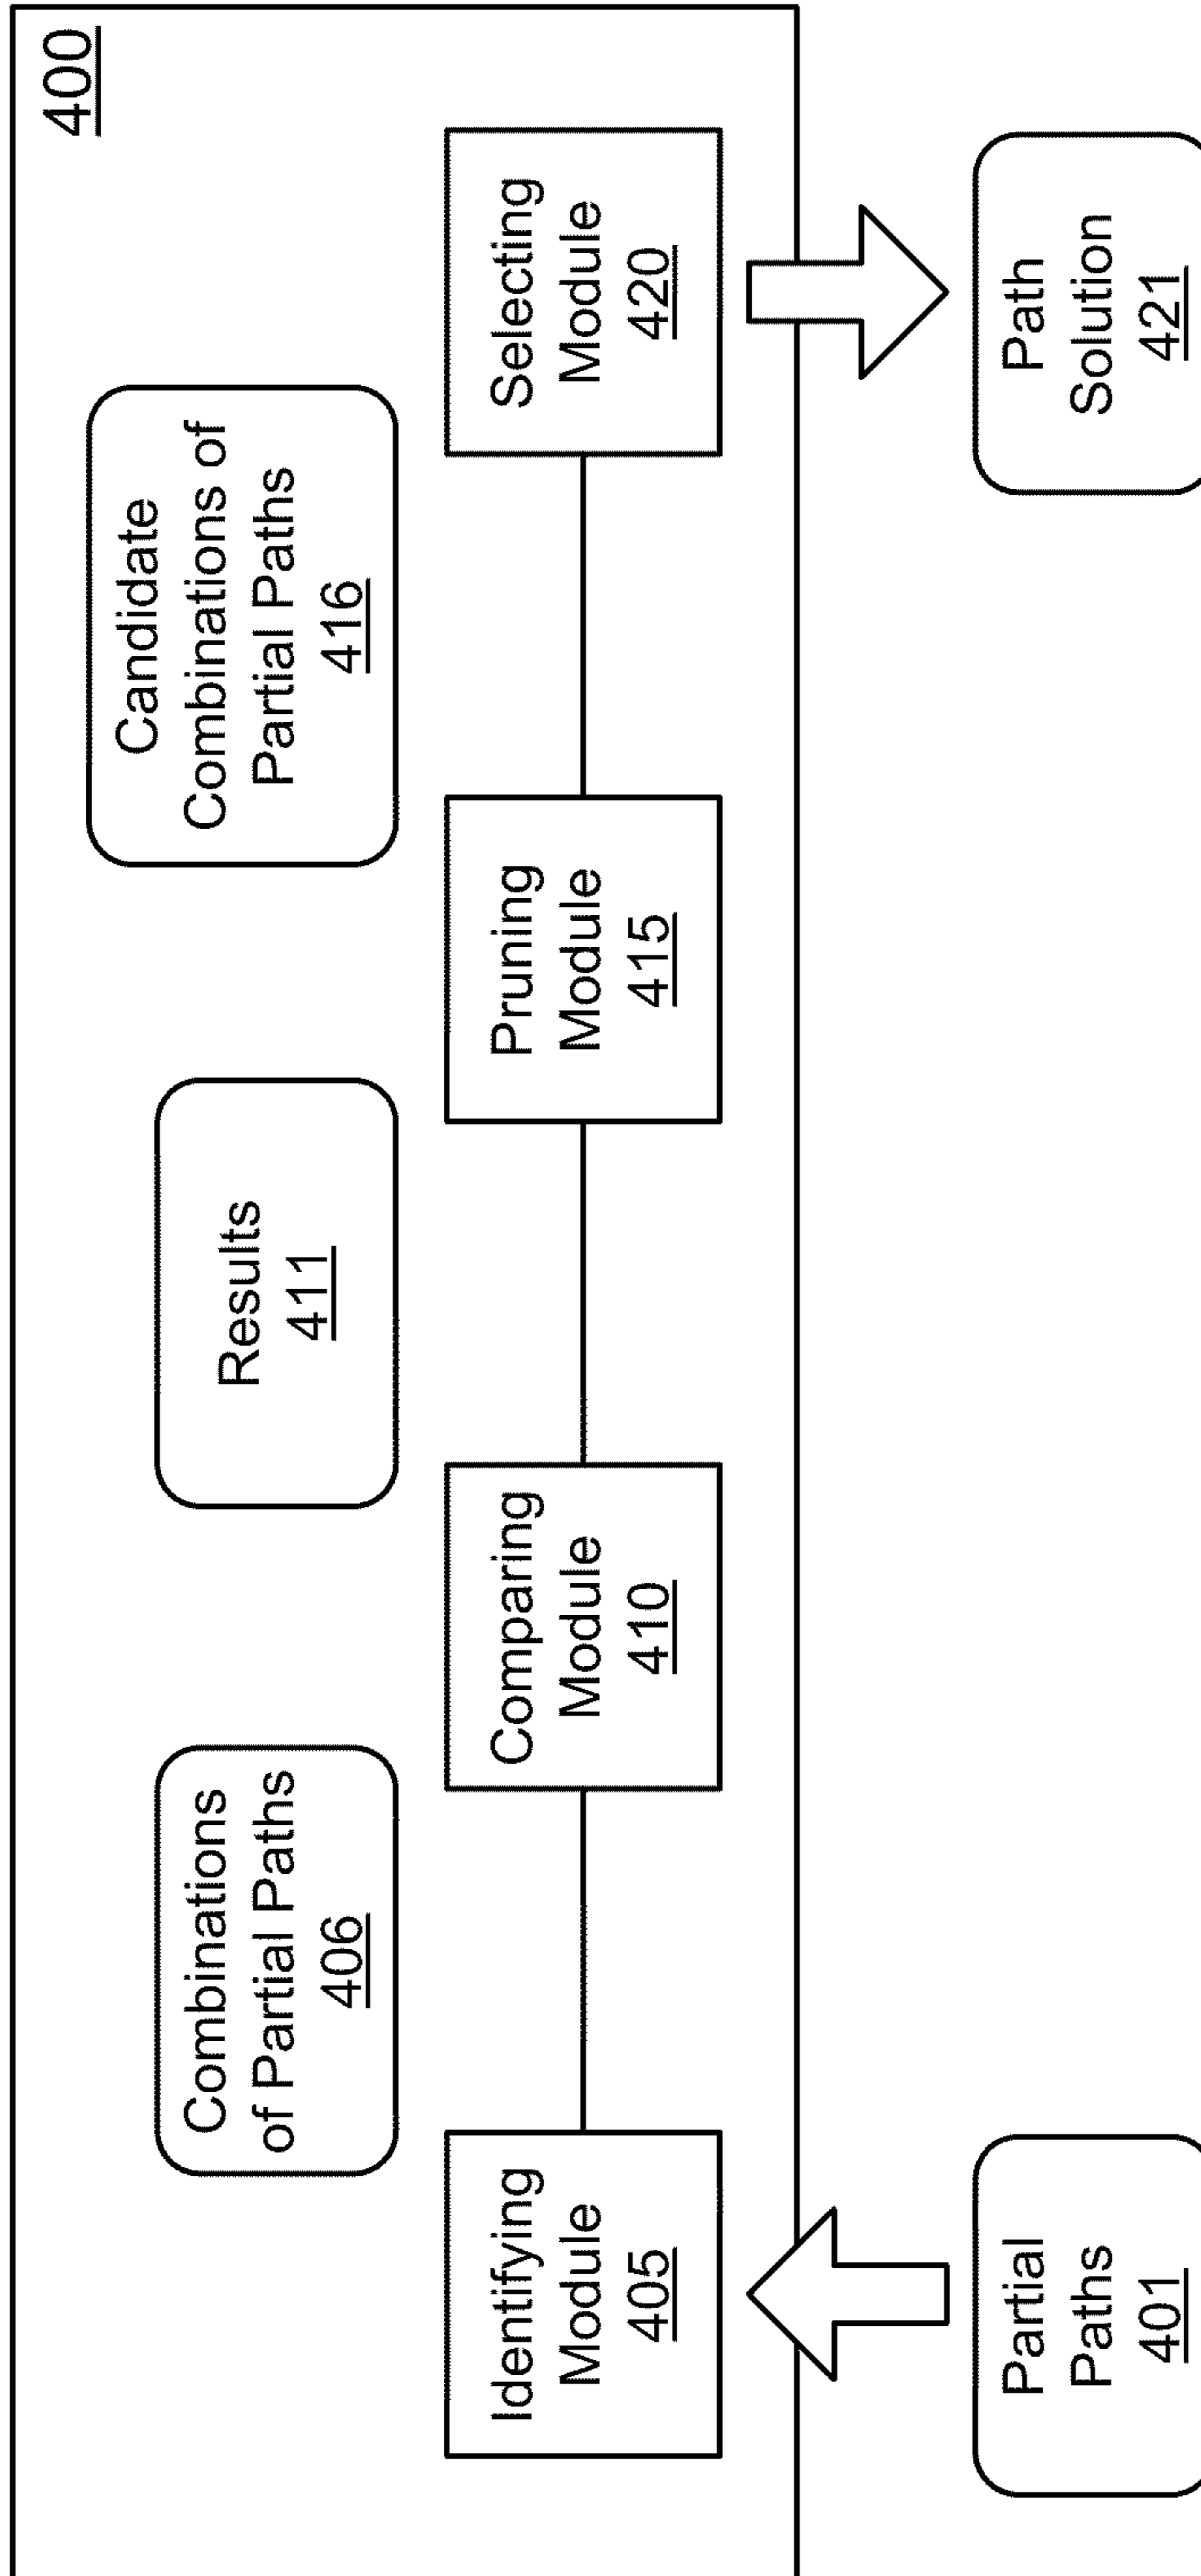 400
Combinations
of Partial Paths
406
Results
411
Candidate
Combinations of
Partial Paths
416
Identifying
Module
405
Comparing
Module
410
Pruning
Module
415
Selecting
Module
420
Partial
Paths
401
Path
Solution
421